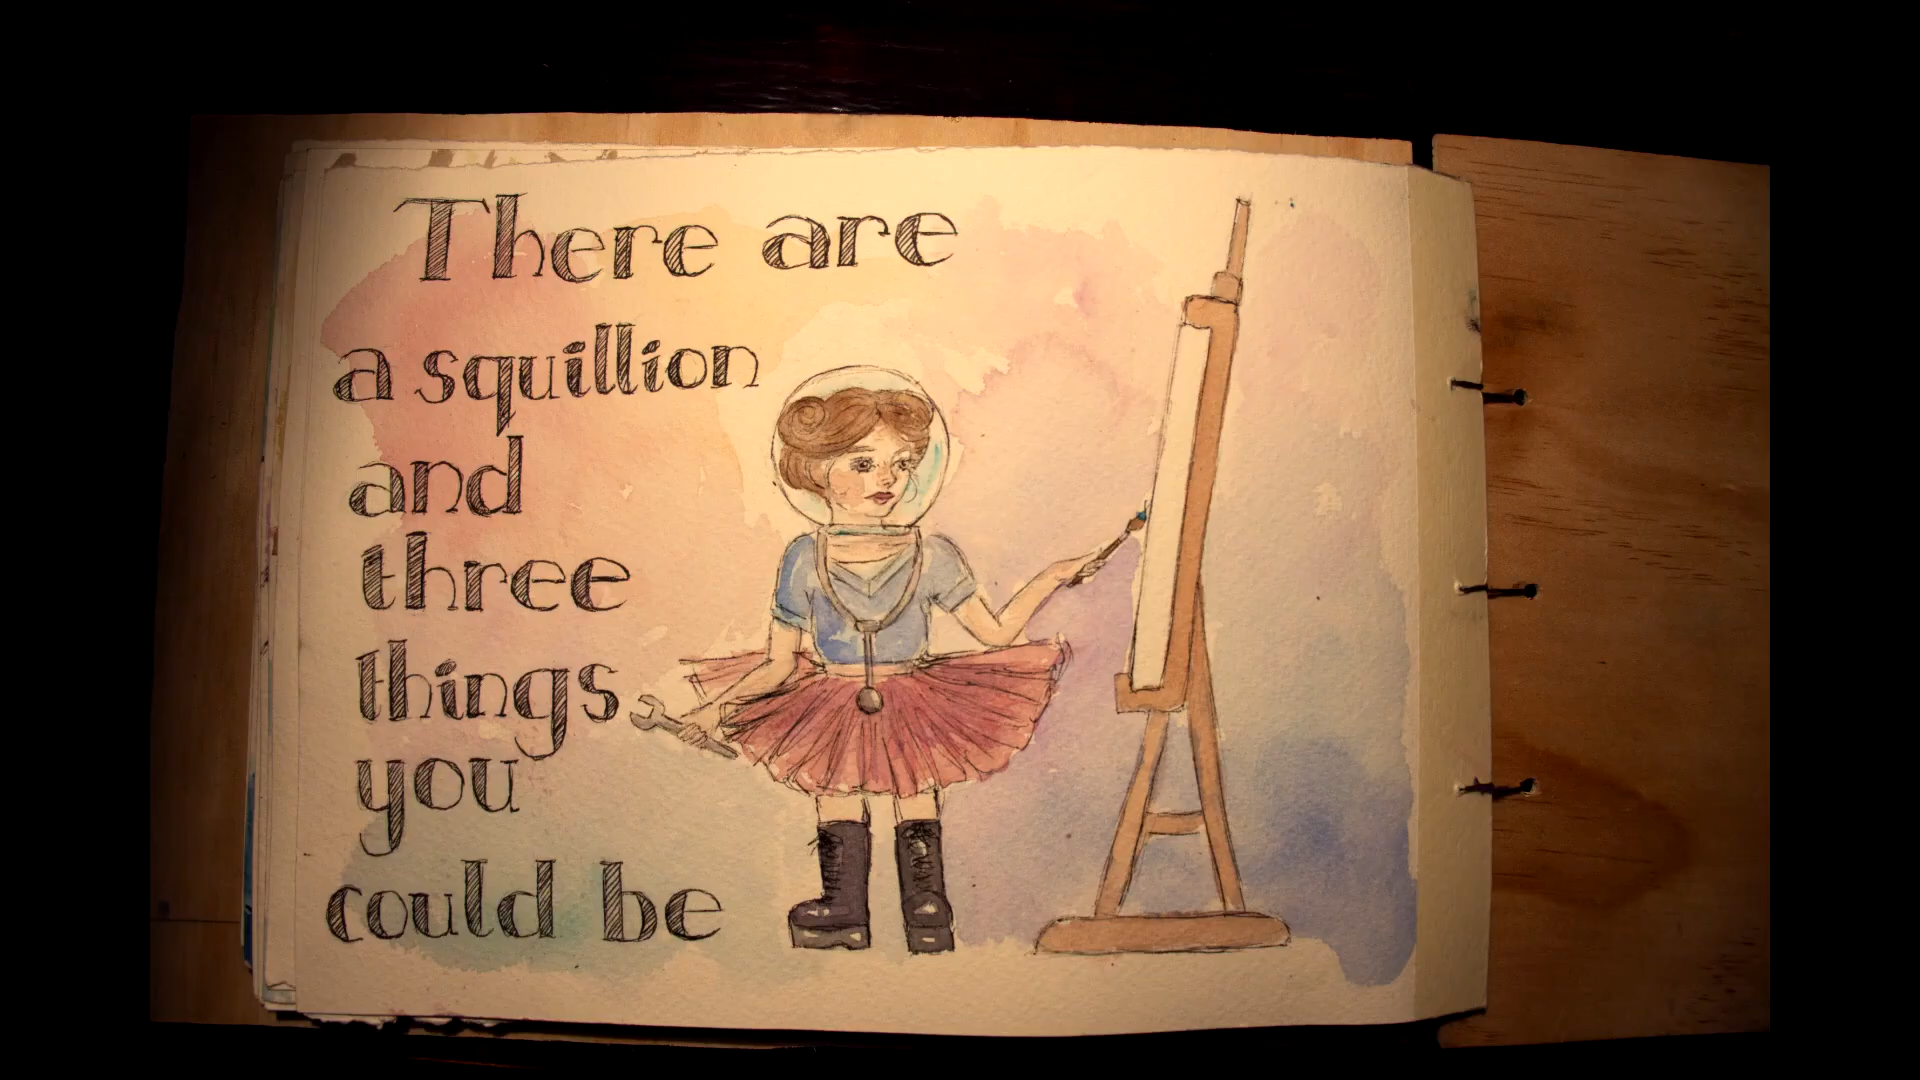 There are
a squillion
and
three
things
you
could be